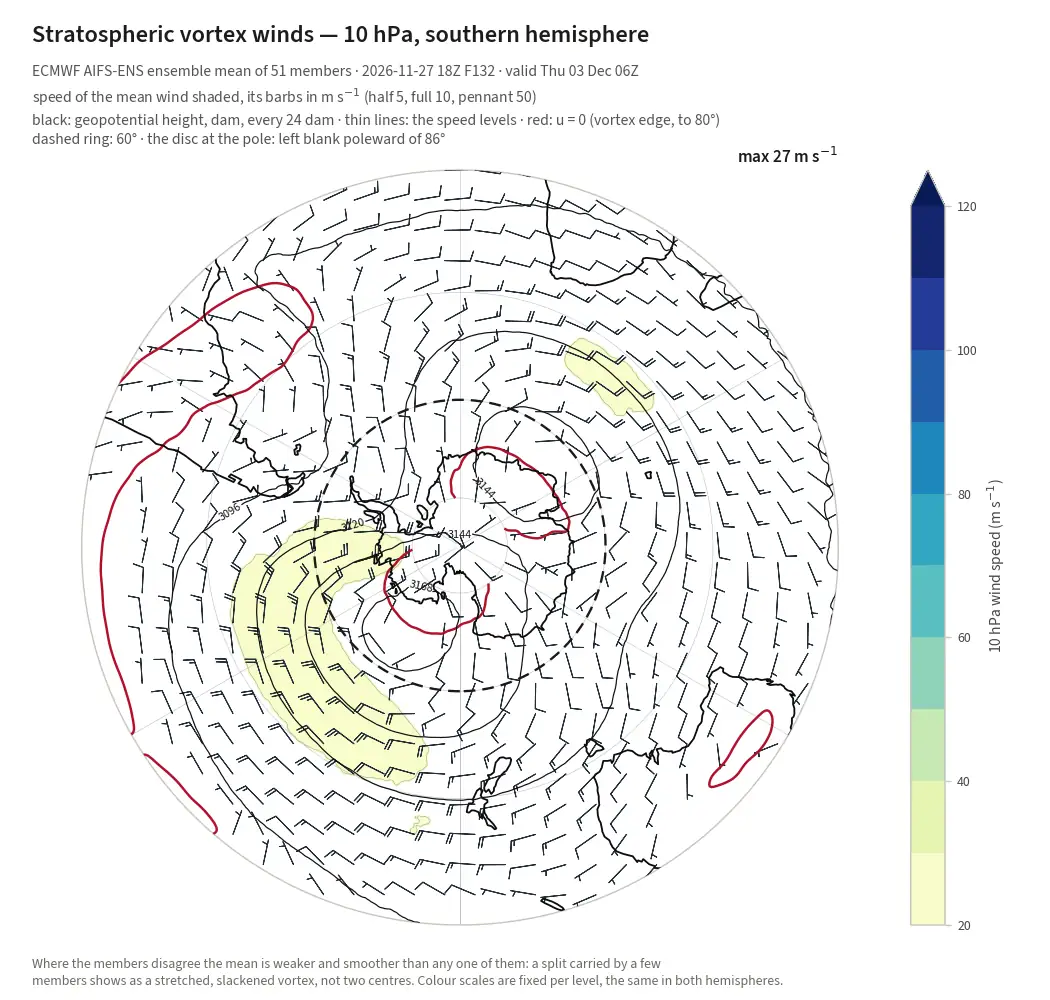 Stratospheric vortex winds — 10 hPa, southern hemisphere
ECMWF AIFS-ENS ensemble mean of 51 members · 2026-11-27 18Z F132 · valid Thu 03 Dec 06Z
speed of the mean wind shaded, its barbs in m s⁻¹ (half 5, full 10, pennant 50)
black: geopotential height, dam, every 24 dam · thin lines: the speed levels · red: u = 0 (vortex edge, to 80°)
dashed ring: 60° · the disc at the pole: left blank poleward of 86°
max 27 m s⁻¹
120
100
80
60
40
20
10 hPa wind speed (m s⁻¹)
3144
3096
3120
3144
3168
Where the members disagree the mean is weaker and smoother than any one of them: a split carried by a few
members shows as a stretched, slackened vortex, not two centres. Colour scales are fixed per level, the same in both hemispheres.